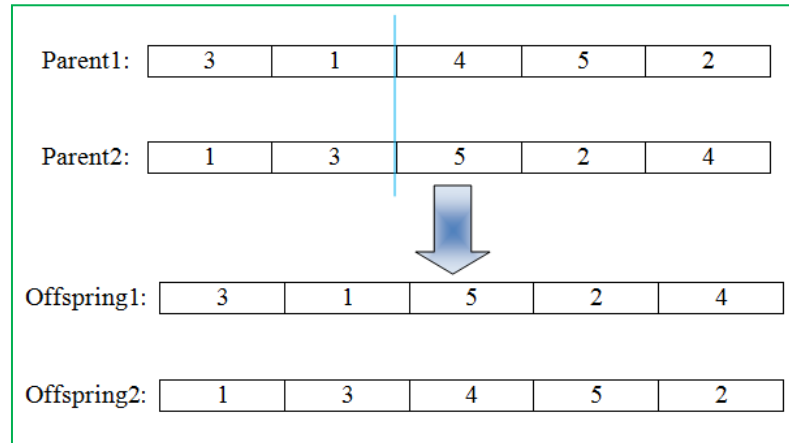 Parent1: 3 1 4 5 2
Parent2: 1 3 5 2 4
Offspring1: 3 1 5 2 4
Offspring2: 1 3 4 5 2